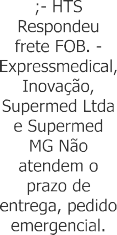 ;- HTS
Respondeu
frete FOB. -
Expressmedical,
Inovação,
Supermed Ltda
e Supermed
MG Não
atendem o
prazo de
entrega, pedido
emergencial.